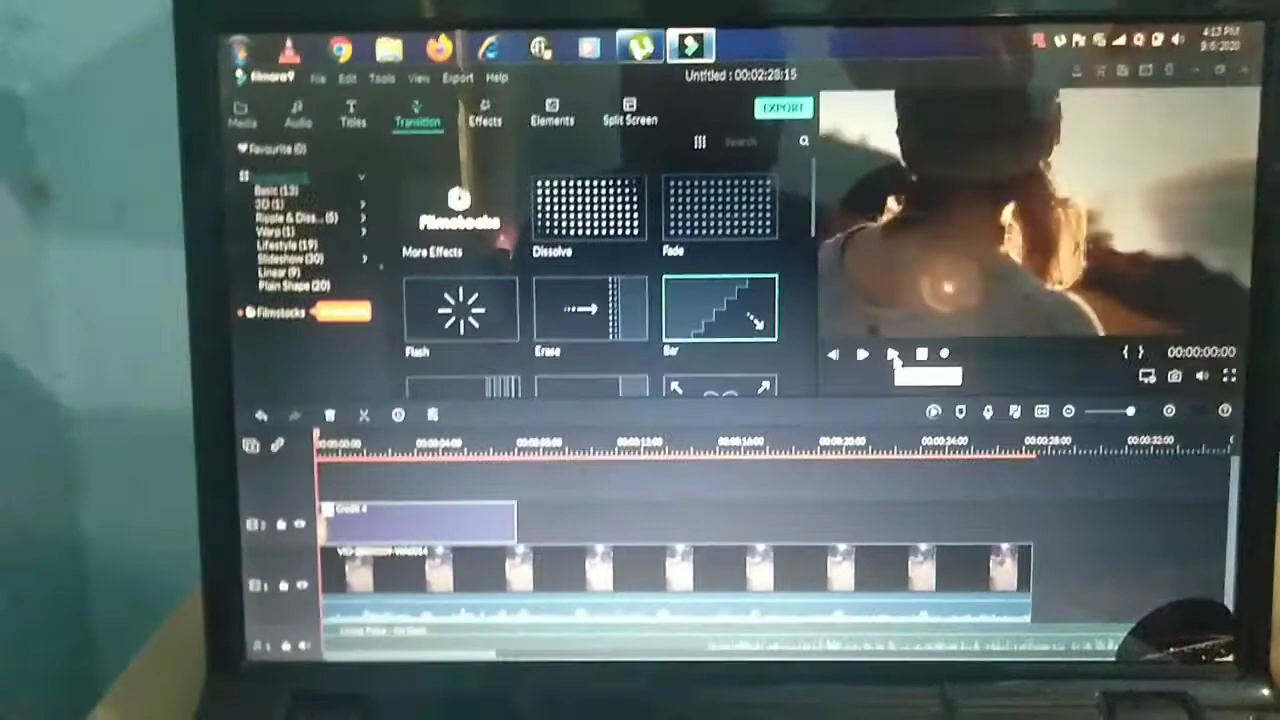 4:13 PM
9/6/2020
filmora9 File Edit Tools View Export Help
Untitled : 00:02:28:15
Media Audio Titles Transition Effects Elements Split Screen
EXPORT
Favourite (0)
Search
Basic (13)
3D (1)
Ripple & Diss... (5)
Warp (1)
Lifestyle (19)
Slideshow (30)
Linear (9)
Plain Shape (20)
Filmstocks
Filmstocks
More Effects Dissolve Fade
Flash Erase Bar
00:00:00:00
00:00:00:00 00:00:04:00 00:00:08:00 00:00:12:00 00:00:16:00 00:00:20:00 00:00:24:00 00:00:28:00 00:00:32:00
Credit 4
2
1
1